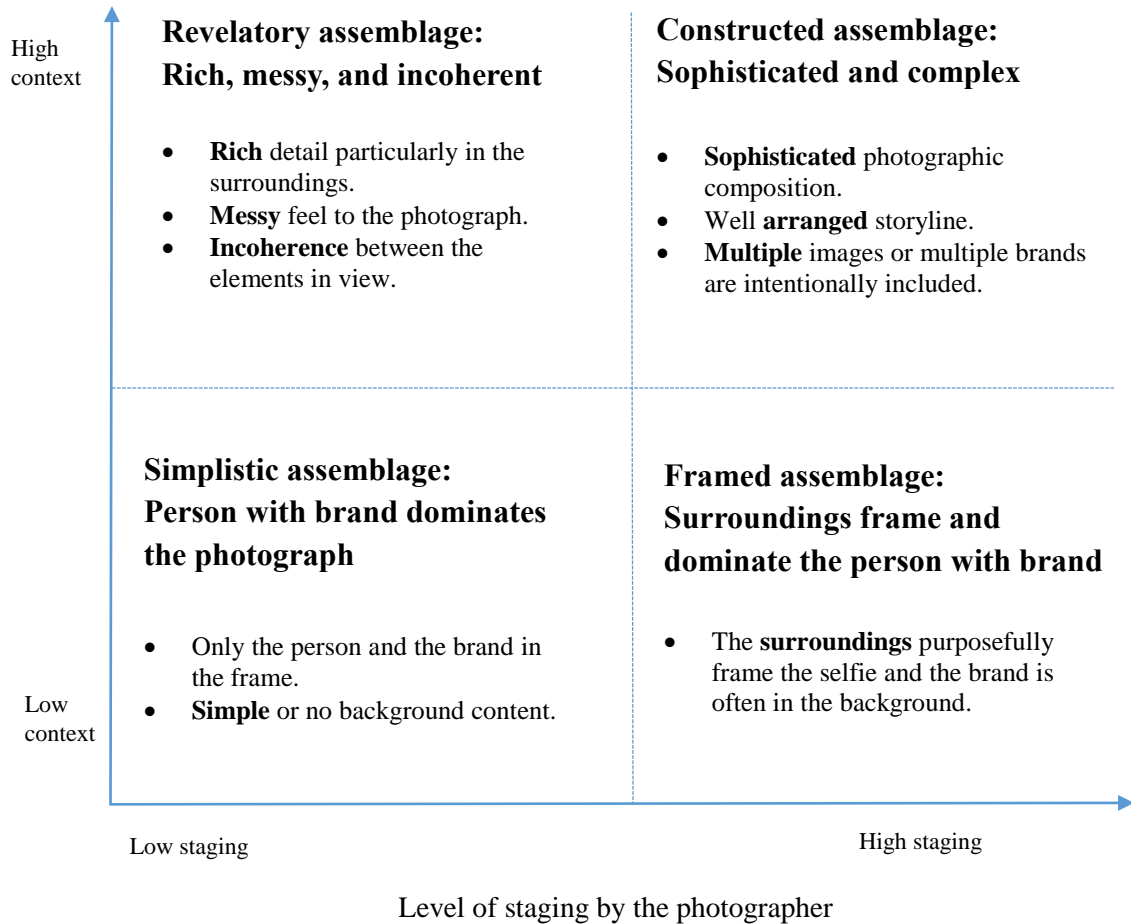 High
context
Revelatory assemblage:
Rich, messy, and incoherent
• Rich detail particularly in the
surroundings.
• Messy feel to the photograph.
• Incoherence between the
elements in view.
Constructed assemblage:
Sophisticated and complex
• Sophisticated photographic
composition.
• Well arranged storyline.
• Multiple images or multiple brands
are intentionally included.
Simplistic assemblage:
Person with brand dominates
the photograph
• Only the person and the brand in
the frame.
• Simple or no background content.
Framed assemblage:
Surroundings frame and
dominate the person with brand
• The surroundings purposefully
frame the selfie and the brand is
often in the background.
Low
context
Low staging
High staging
Level of staging by the photographer